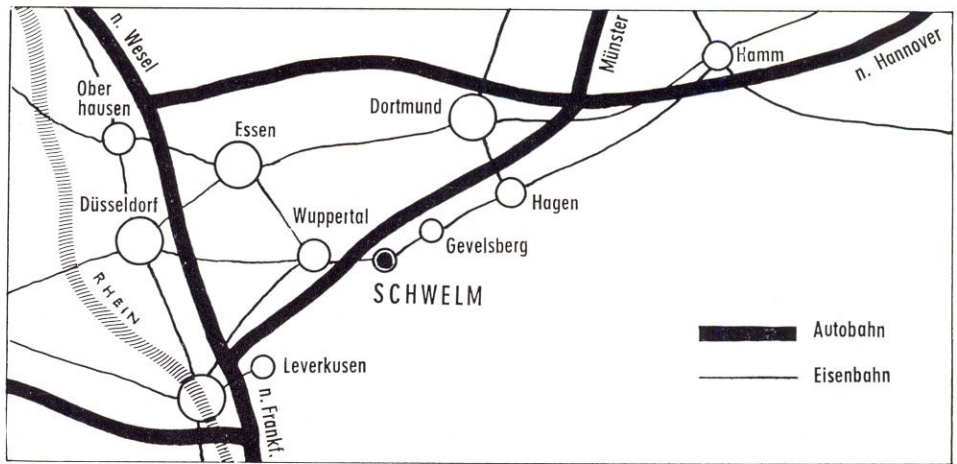 n. Wesel
Münster
Hamm
n. Hannover
Ober
hausen
Essen
Dortmund
Düsseldorf
Wuppertal
Hagen
Gevelsberg
SCHWELM
RHEIN
Autobahn
Leverkusen
Eisenbahn
n. Frankf.